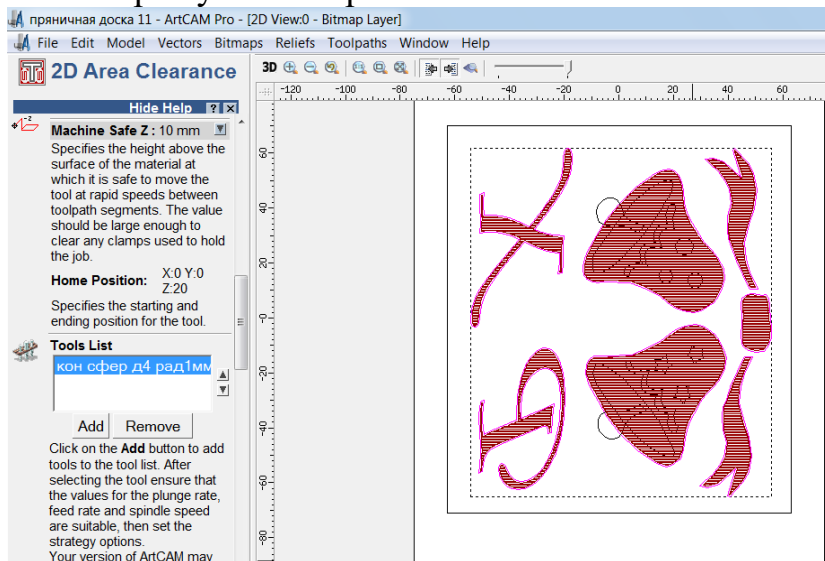 пряничная доска 11 - ArtCAM Pro - [2D View:0 - Bitmap Layer]
File Edit Model Vectors Bitmaps Reliefs Toolpaths Window Help
2D Area Clearance
Hide Help ? x
Machine Safe Z : 10 mm
Specifies the height above the
surface of the material at
which it is safe to move the
tool at rapid speeds between
toolpath segments. The value
should be large enough to
clear any clamps used to hold
the job.
Home Position: X:0 Y:0
Z:20
Specifies the starting and
ending position for the tool.
Tools List
кон сфер д4 рад1мм
Add Remove
Click on the Add button to add
tools to the tool list. After
selecting the tool ensure that
the values for the plunge rate,
feed rate and spindle speed
are suitable, then set the
strategy options.
Your version of ArtCAM may
3D
-120 -100 -80 -60 -40 -20 0 20 40 60
60
40
20
-0
-20
-40
-60
-80